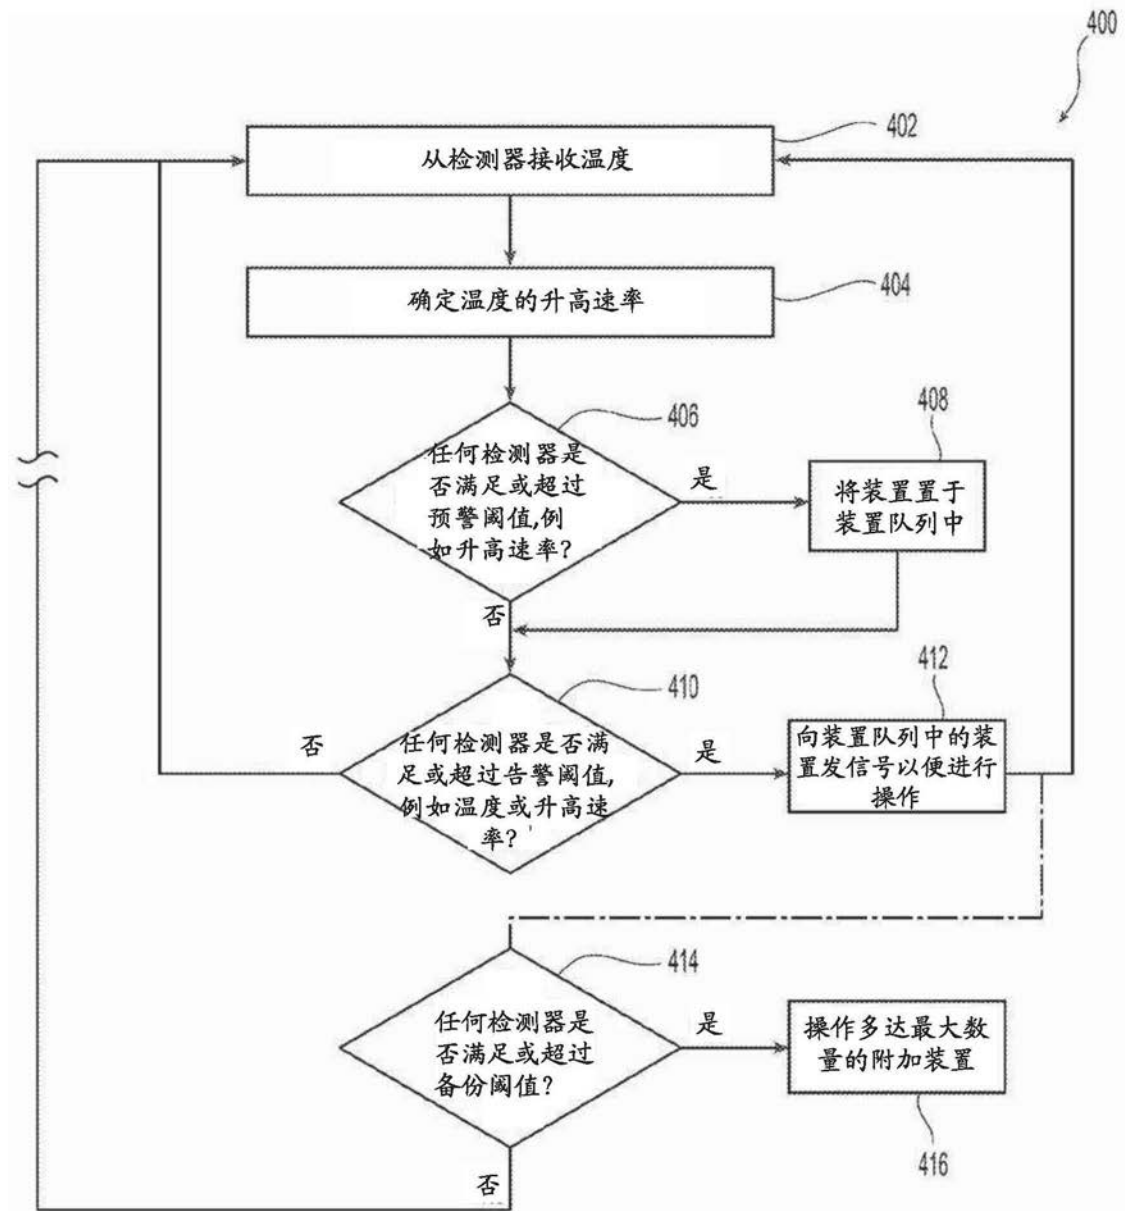 400
402
从检测器接收温度
404
确定温度的升高速率
406
任何检测器是
否满足或超过
预警阈值,例
如升高速率?
是
408
将装置置于
装置队列中
否
410
任何检测器是否满
足或超过告警阈值,
例如温度或升高速
率?
否
是
412
向装置队列中的装
置发信号以便进行
操作
414
任何检测器是
否满足或超过
备份阈值?
是
操作多达最大数
量的附加装置
416
否